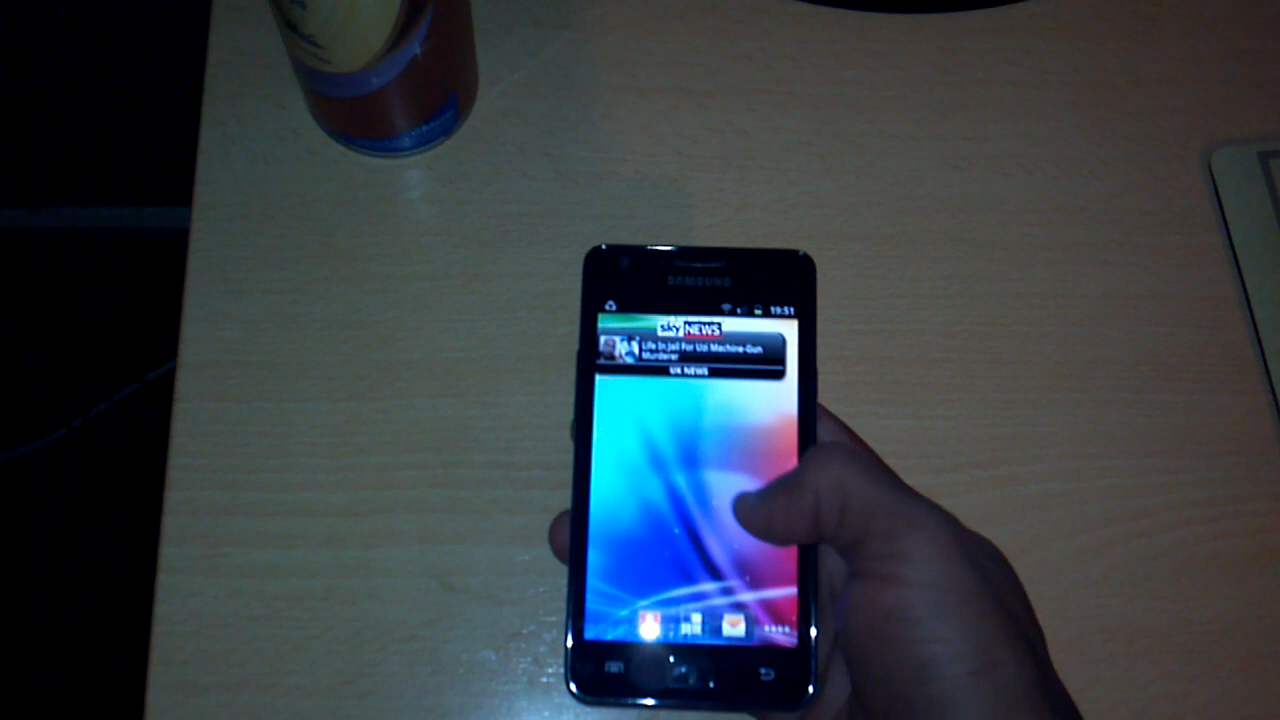 SAMSUNG
19:51
sky NEWS
Life In Jail For Uzi Machine-Gun
Murderer
UK NEWS